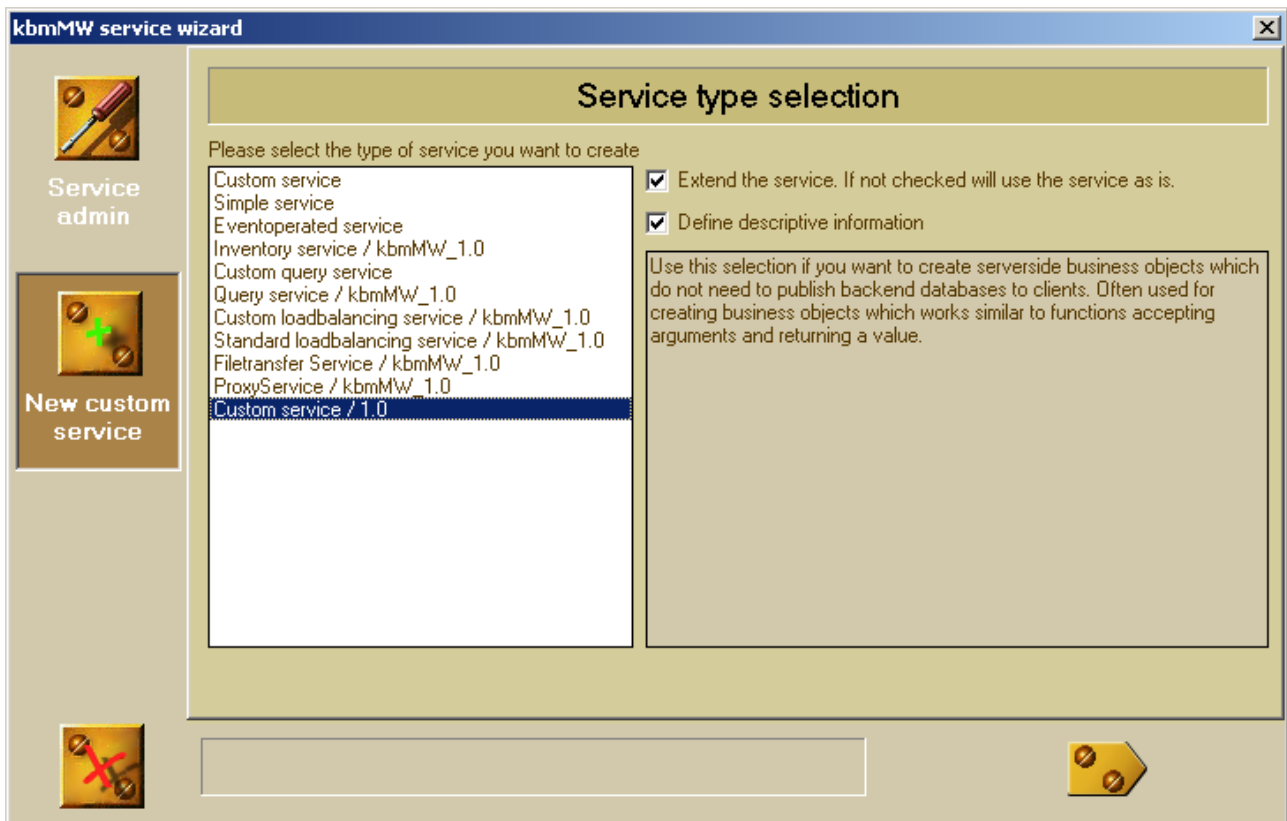 kbmMW service wizard
Service type selection
Service
admin
New custom
service
Please select the type of service you want to create
Custom service
Simple service
Eventoperated service
Inventory service / kbmMW_1.0
Custom query service
Query service / kbmMW_1.0
Custom loadbalancing service / kbmMW_1.0
Standard loadbalancing service / kbmMW_1.0
Filetransfer Service / kbmMW_1.0
ProxyService / kbmMW_1.0
Custom service / 1.0
Extend the service. If not checked will use the service as is.
Define descriptive information
Use this selection if you want to create serverside business objects which
do not need to publish backend databases to clients. Often used for
creating business objects which works similar to functions accepting
arguments and returning a value.